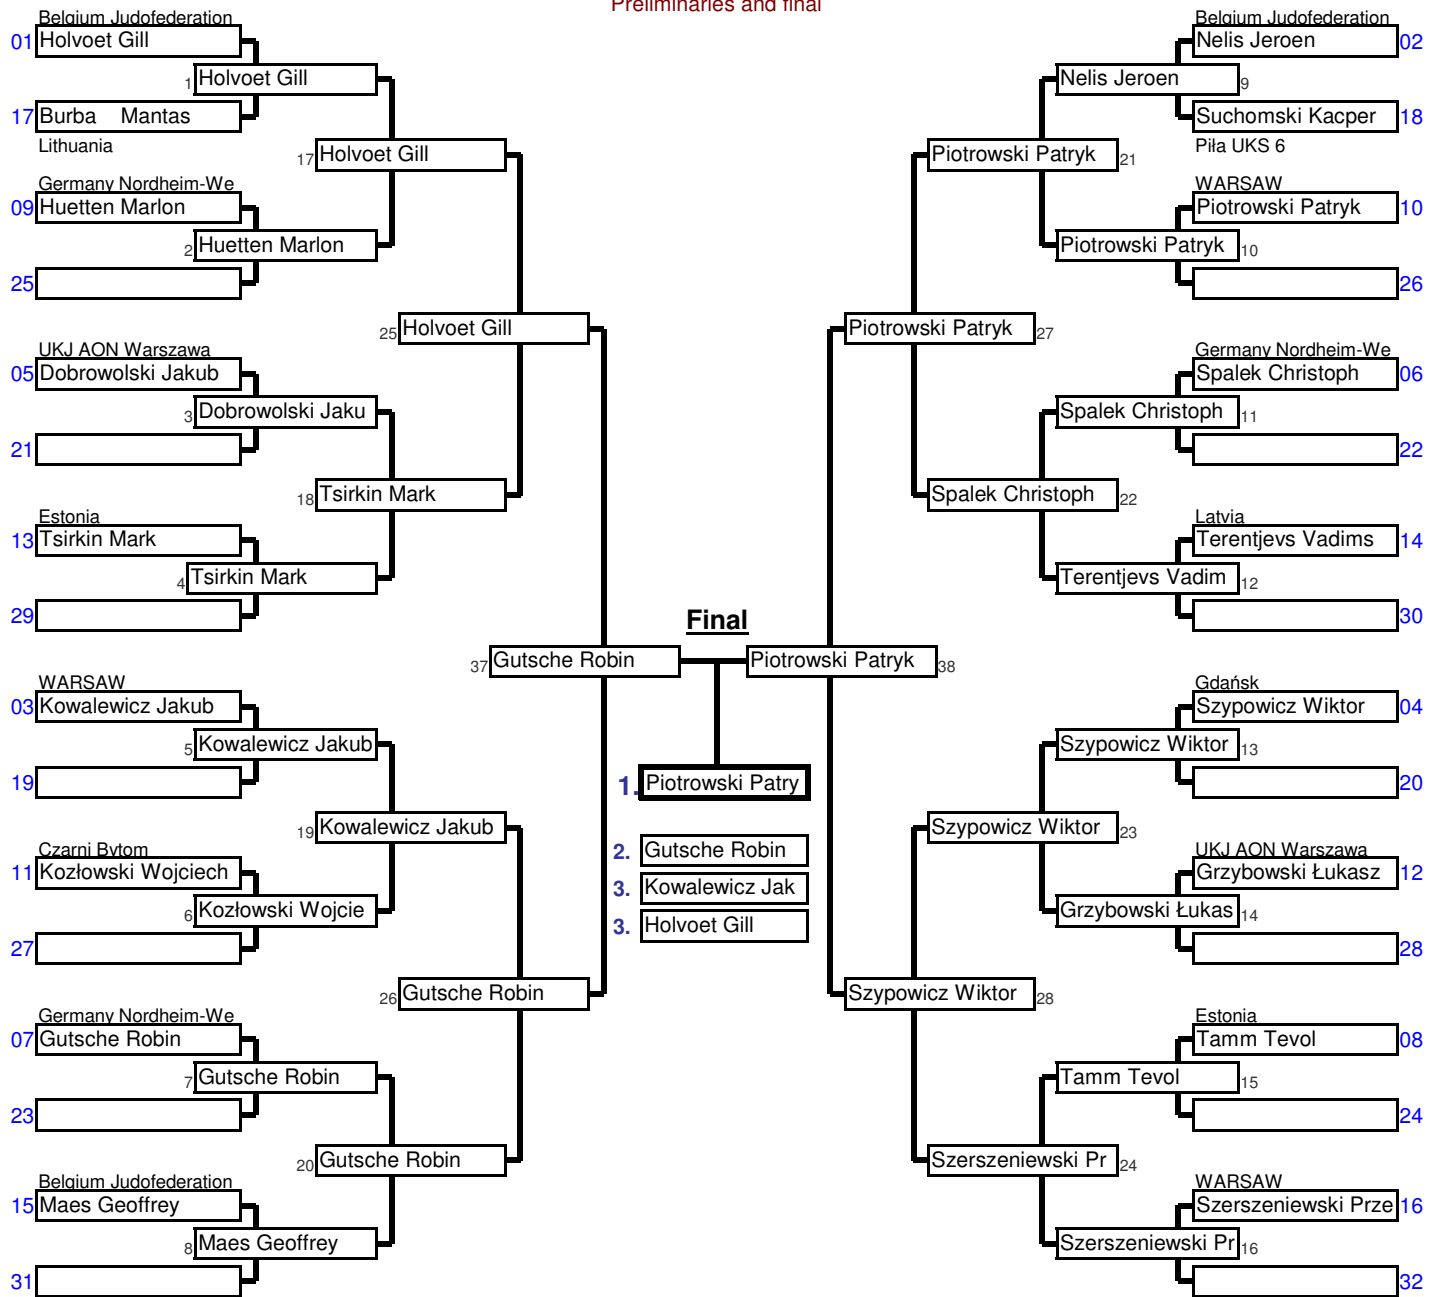 Preliminaries and final
Belgium Judofederation
01 Holvoet Gill
1 Holvoet Gill
17 Burba Mantas
Lithuania
17 Holvoet Gill
Germany Nordheim-We
09 Huetten Marlon
2 Huetten Marlon
25
25 Holvoet Gill
UKJ AON Warszawa
05 Dobrowolski Jakub
3 Dobrowolski Jaku
21
18 Tsirkin Mark
Estonia
13 Tsirkin Mark
4 Tsirkin Mark
29
37 Gutsche Robin
WARSAW
03 Kowalewicz Jakub
5 Kowalewicz Jakub
19
19 Kowalewicz Jakub
Czarni Bytom
11 Kozłowski Wojciech
6 Kozłowski Wojcie
27
26 Gutsche Robin
Germany Nordheim-We
07 Gutsche Robin
7 Gutsche Robin
23
20 Gutsche Robin
Belgium Judofederation
15 Maes Geoffrey
8 Maes Geoffrey
31
Final
1. Piotrowski Patry
2. Gutsche Robin
3. Kowalewicz Jak
3. Holvoet Gill
Belgium Judofederation
Nelis Jeroen 02
Nelis Jeroen 9
Suchomski Kacper 18
Piła UKS 6
Piotrowski Patryk 21
WARSAW
Piotrowski Patryk 10
Piotrowski Patryk 10
26
Piotrowski Patryk 27
Germany Nordheim-We
Spalek Christoph 06
Spalek Christoph 11
22
Spalek Christoph 22
Latvia
Terentjevs Vadims 14
Terentjevs Vadim 12
30
Piotrowski Patryk 38
Gdańsk
Szypowicz Wiktor 04
Szypowicz Wiktor 13
20
Szypowicz Wiktor 23
UKJ AON Warszawa
Grzybowski Łukasz 12
Grzybowski Łukas 14
28
Szypowicz Wiktor 28
Estonia
Tamm Tevol 08
Tamm Tevol 15
24
Szerszeniewski Pr 24
WARSAW
Szerszeniewski Prze 16
Szerszeniewski Pr 16
32